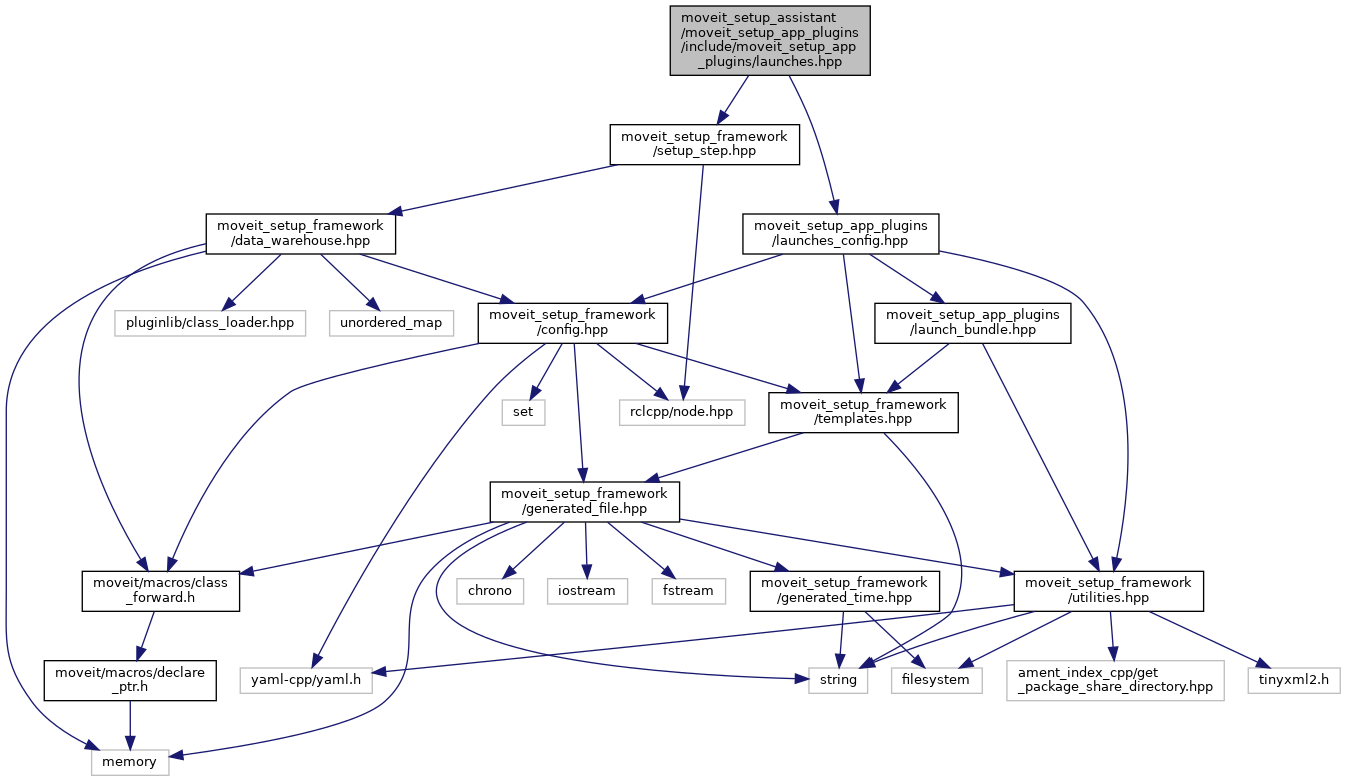 moveit_setup_assistant
/moveit_setup_app_plugins
/include/moveit_setup_app
_plugins/launches.hpp
moveit_setup_framework
/setup_step.hpp
moveit_setup_framework
/data_warehouse.hpp
moveit_setup_app_plugins
/launches_config.hpp
pluginlib/class_loader.hpp
unordered_map
moveit_setup_framework
/config.hpp
moveit_setup_app_plugins
/launch_bundle.hpp
set
rclcpp/node.hpp
moveit_setup_framework
/templates.hpp
moveit_setup_framework
/generated_file.hpp
moveit/macros/class
_forward.h
chrono
iostream
fstream
moveit_setup_framework
/generated_time.hpp
moveit_setup_framework
/utilities.hpp
moveit/macros/declare
_ptr.h
yaml-cpp/yaml.h
string
filesystem
ament_index_cpp/get
_package_share_directory.hpp
tinyxml2.h
memory